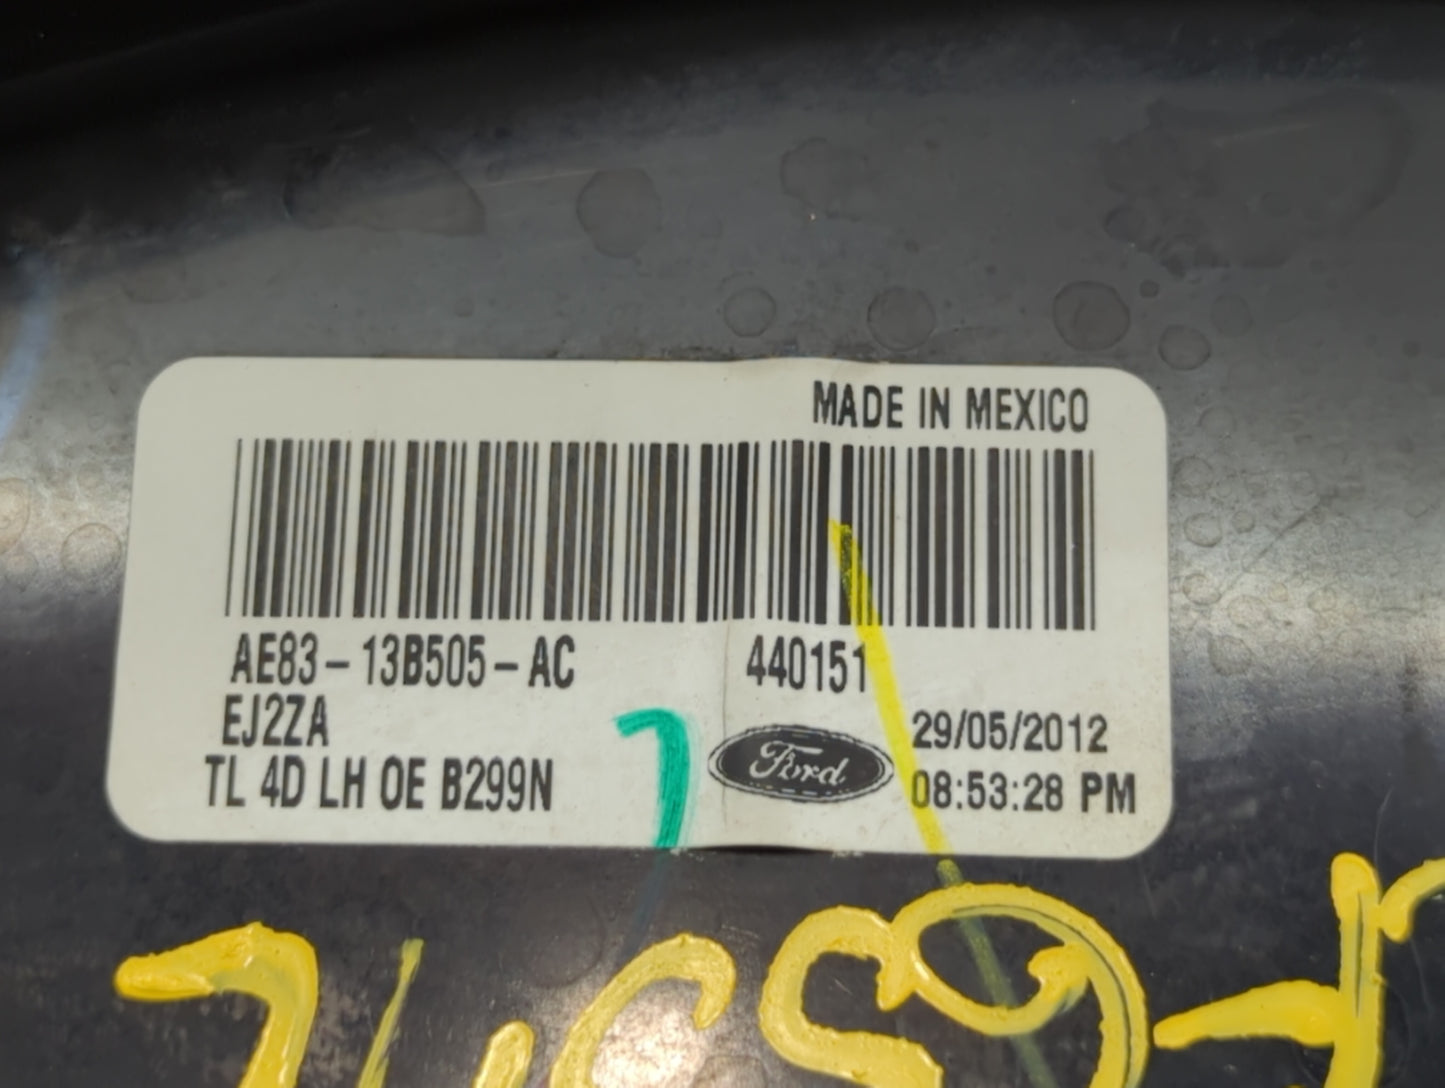 MADE IN MEXICO
AE83-13B505-AC 440151
EJ2ZA
Ford
29/05/2012
TL 4D LH OE B299N
08:53:28 PM